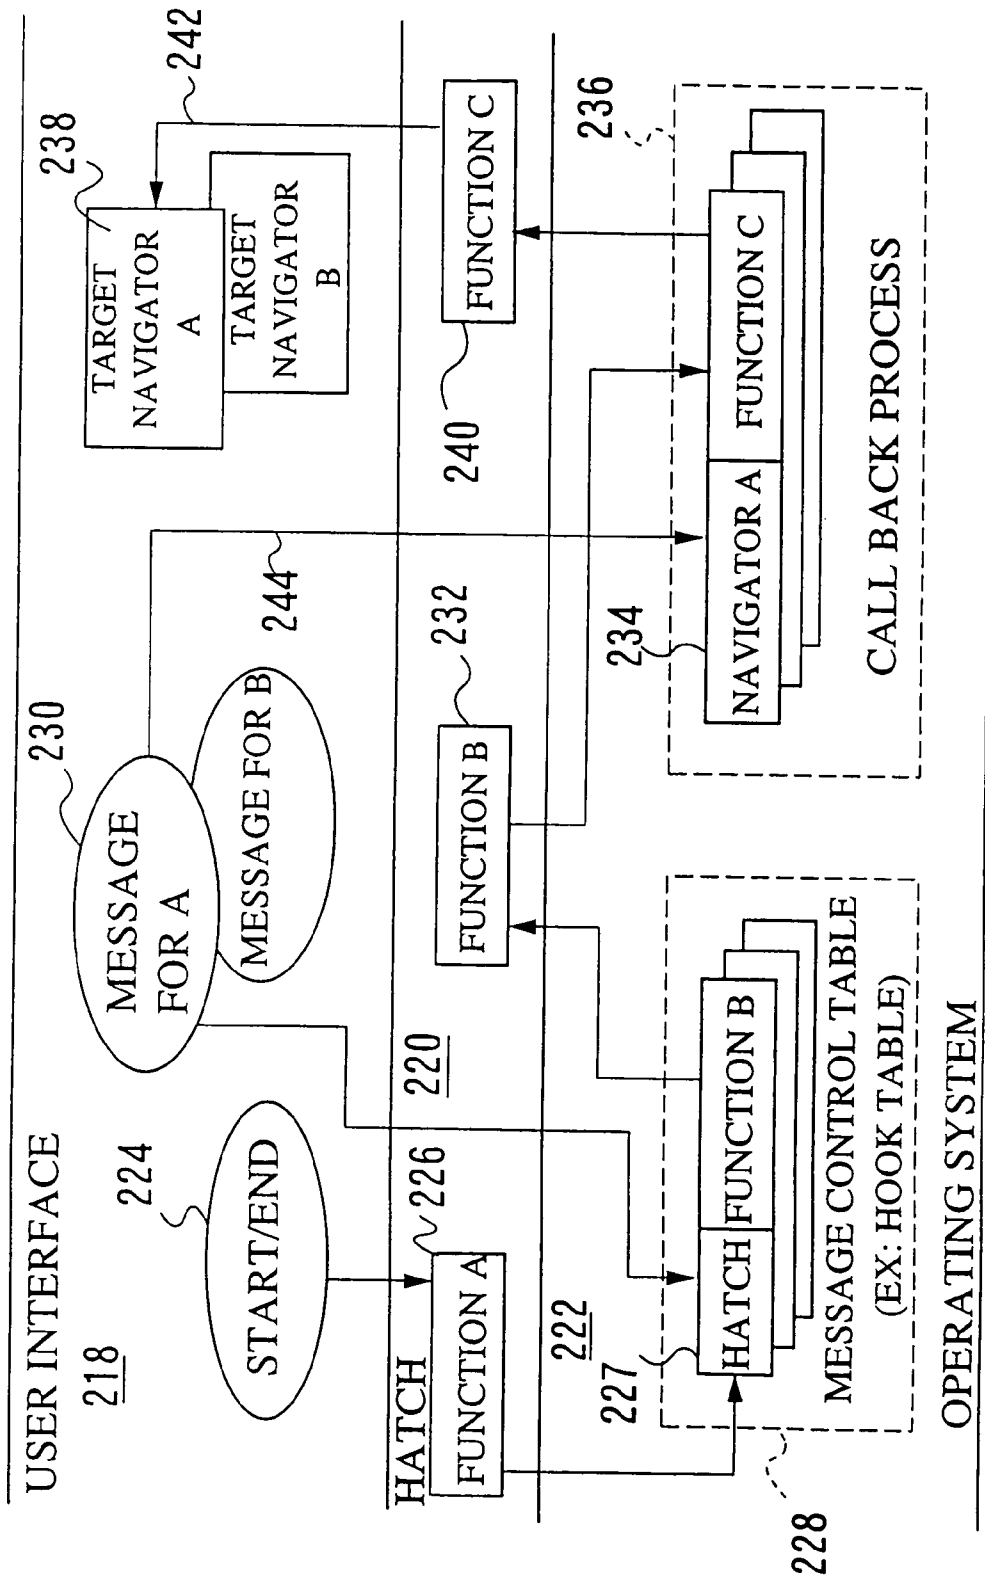 USER INTERFACE
218
224
START/END
230
MESSAGE
FOR A
MESSAGE FOR B
244
238
TARGET
NAVIGATOR
A
TARGET
NAVIGATOR
B
242
HATCH
226
FUNCTION A
220
232
FUNCTION B
240
FUNCTION C
222
227
HATCH
FUNCTION B
MESSAGE CONTROL TABLE
(EX: HOOK TABLE)
228
234
NAVIGATOR A
FUNCTION C
236
CALL BACK PROCESS
OPERATING SYSTEM